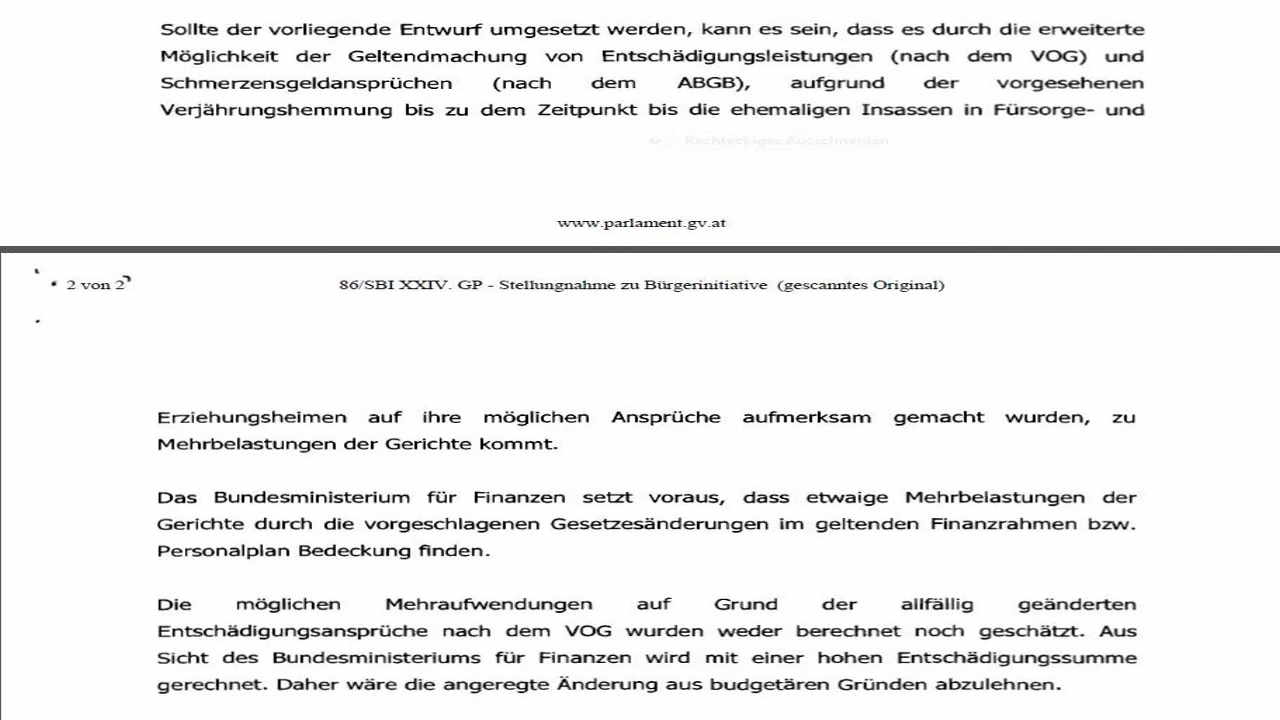 Sollte der vorliegende Entwurf umgesetzt werden, kann es sein, dass es durch die erweiterte
Möglichkeit der Geltendmachung von Entschädigungsleistungen (nach dem VOG) und
Schmerzensgeldansprüchen (nach dem ABGB), aufgrund der vorgesehenen
Verjährungshemmung bis zu dem Zeitpunkt bis die ehemaligen Insassen in Fürsorge- und
Rechteckiges Ausschneiden
www.parlament.gv.at
2 von 2
86/SBI XXIV. GP - Stellungnahme zu Bürgerinitiative (gescanntes Original)
Erziehungsheimen auf ihre möglichen Ansprüche aufmerksam gemacht wurden, zu
Mehrbelastungen der Gerichte kommt.
Das Bundesministerium für Finanzen setzt voraus, dass etwaige Mehrbelastungen der
Gerichte durch die vorgeschlagenen Gesetzesänderungen im geltenden Finanzrahmen bzw.
Personalplan Bedeckung finden.
Die möglichen Mehraufwendungen auf Grund der allfällig geänderten
Entschädigungsansprüche nach dem VOG wurden weder berechnet noch geschätzt. Aus
Sicht des Bundesministeriums für Finanzen wird mit einer hohen Entschädigungssumme
gerechnet. Daher wäre die angeregte Änderung aus budgetären Gründen abzulehnen.